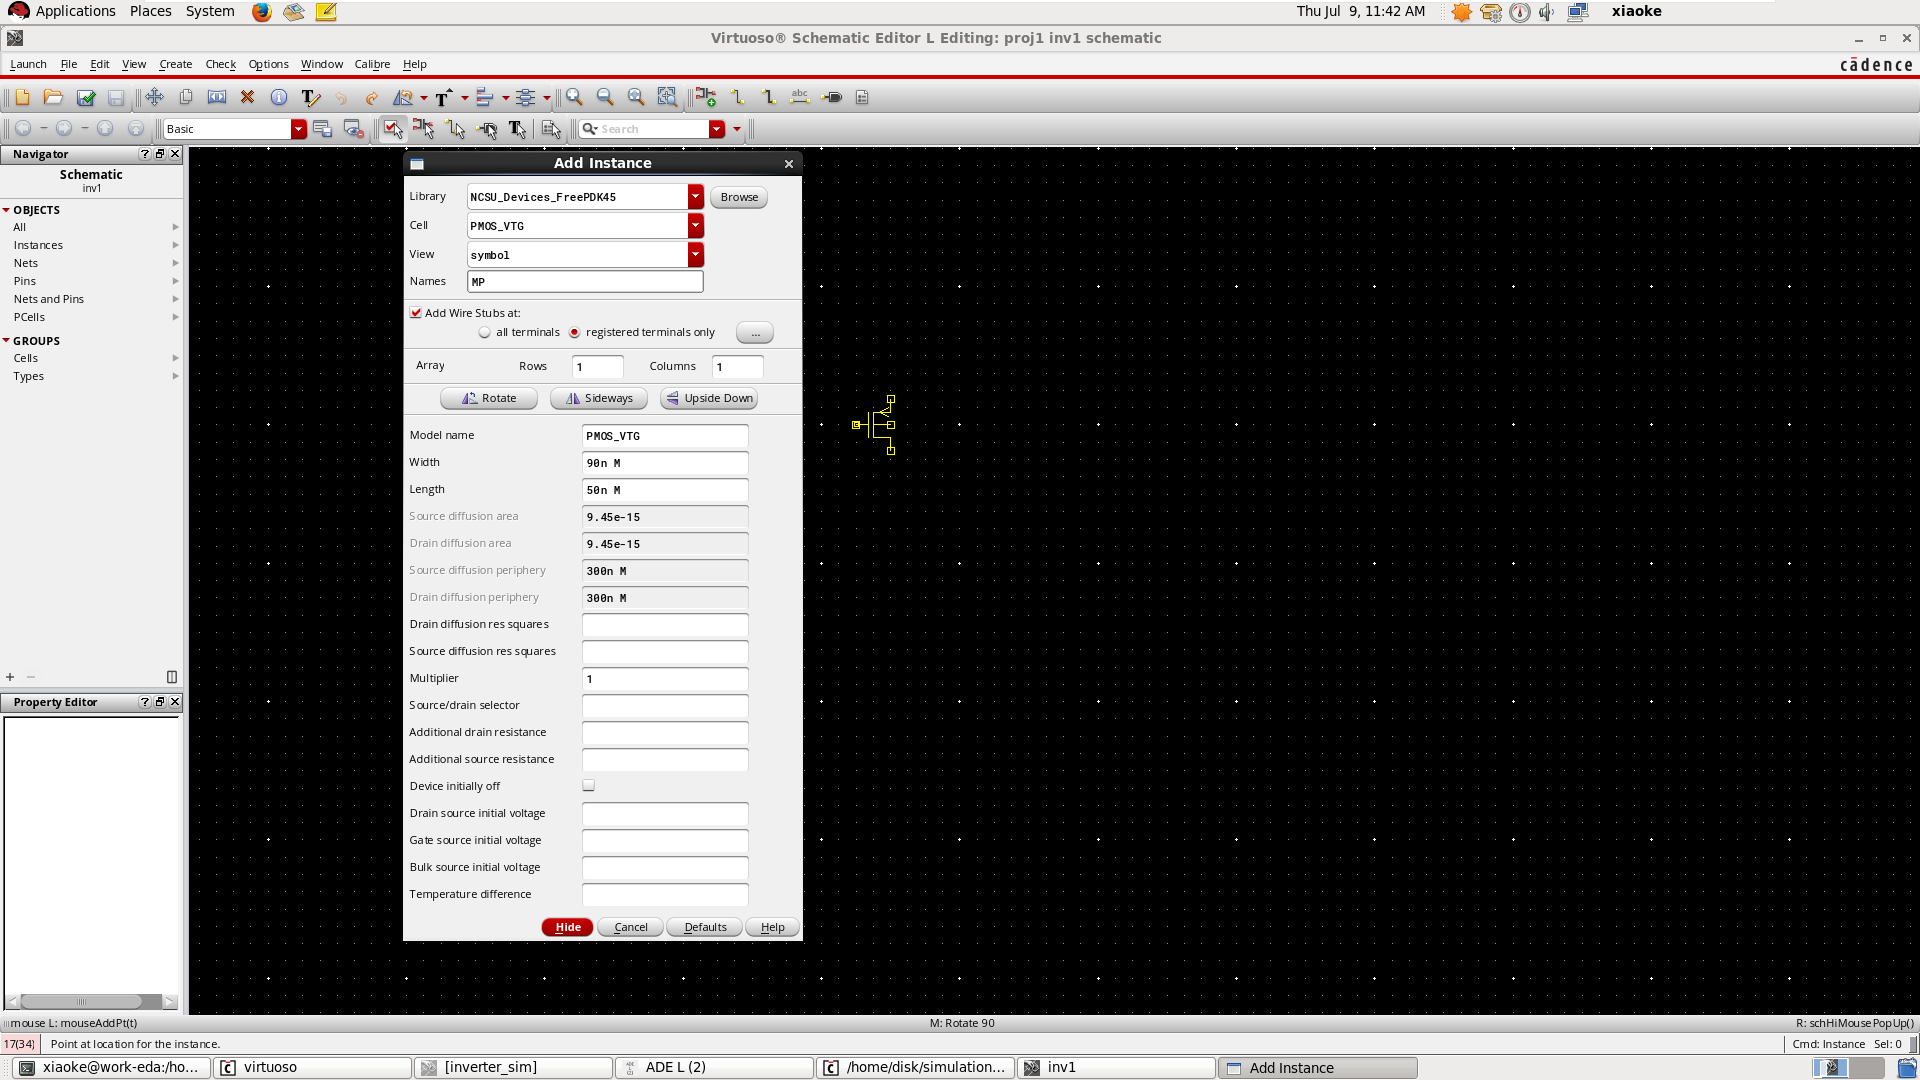 Applications Places System
Thu Jul 9, 11:42 AM
xiaoke
Virtuoso® Schematic Editor L Editing: proj1 inv1 schematic
Launch File Edit View Create Check Options Window Calibre Help
cādence
abc
Basic
Search
Navigator
Schematic
inv1
OBJECTS
All
Instances
Nets
Pins
Nets and Pins
PCells
GROUPS
Cells
Types
Property Editor
Add Instance
Library NCSU_Devices_FreePDK45 Browse
Cell PMOS_VTG
View symbol
Names MP
Add Wire Stubs at:
all terminals registered terminals only ...
Array Rows 1 Columns 1
Rotate Sideways Upside Down
Model name PMOS_VTG
Width 90n M
Length 50n M
Source diffusion area 9.45e-15
Drain diffusion area 9.45e-15
Source diffusion periphery 300n M
Drain diffusion periphery 300n M
Drain diffusion res squares
Source diffusion res squares
Multiplier 1
Source/drain selector
Additional drain resistance
Additional source resistance
Device initially off
Drain source initial voltage
Gate source initial voltage
Bulk source initial voltage
Temperature difference
Hide Cancel Defaults Help
mouse L: mouseAddPt(t) M: Rotate 90 R: schHiMousePopUp()
17(34) Point at location for the instance. Cmd: Instance Sel: 0
xiaoke@work-eda:/ho... virtuoso [inverter_sim] ADE L (2) /home/disk/simulation... inv1 Add Instance